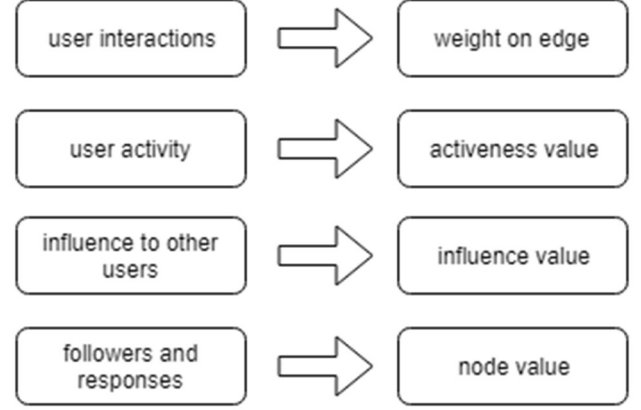 user interactions
weight on edge
user activity
activeness value
influence to other
users
influence value
followers and
responses
node value